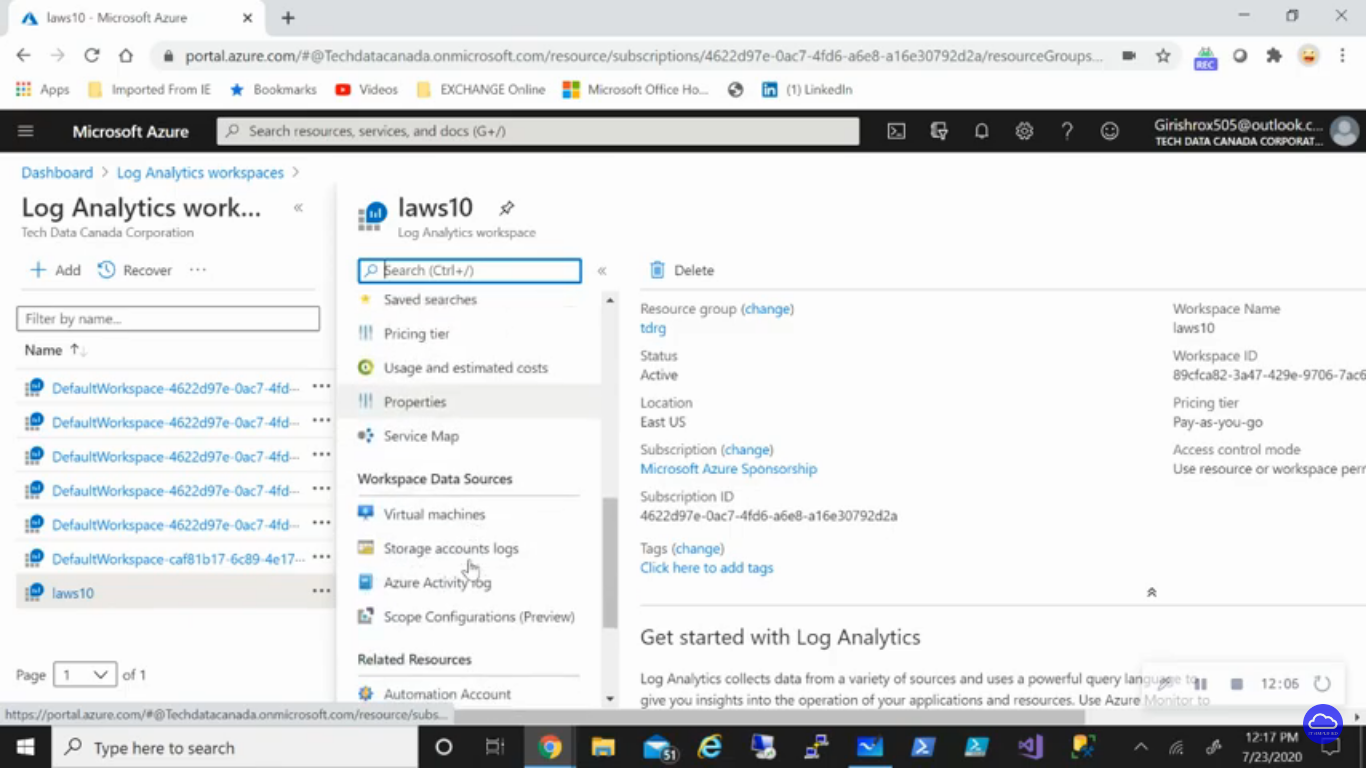 laws10 - Microsoft Azure
portal.azure.com/#@Techdatacanada.onmicrosoft.com/resource/subscriptions/4622d97e-0ac7-4fd6-a6e8-a16e30792d2a/resourceGroups...
REC
Apps Imported From IE Bookmarks Videos EXCHANGE Online Microsoft Office Ho... (1) LinkedIn
Microsoft Azure Search resources, services, and docs (G+/) Girishrox505@outlook.c...
TECH DATA CANADA CORPORAT...
Dashboard > Log Analytics workspaces >
Log Analytics work... «
Tech Data Canada Corporation
+ Add Recover ...
Filter by name...
Name ↑↓
DefaultWorkspace-4622d97e-0ac7-4fd-... ...
DefaultWorkspace-4622d97e-0ac7-4fd-... ...
DefaultWorkspace-4622d97e-0ac7-4fd-... ...
DefaultWorkspace-4622d97e-0ac7-4fd-... ...
DefaultWorkspace-4622d97e-0ac7-4fd-... ...
DefaultWorkspace-caf81b17-6c89-4e17-... ...
laws10 ...
Page 1 of 1
laws10
Log Analytics workspace
Search (Ctrl+/) «
Saved searches
Pricing tier
Usage and estimated costs
Properties
Service Map
Workspace Data Sources
Virtual machines
Storage accounts logs
Azure Activity log
Scope Configurations (Preview)
Related Resources
Automation Account
Delete
Resource group (change)
tdrg
Status
Active
Location
East US
Subscription (change)
Microsoft Azure Sponsorship
Subscription ID
4622d97e-0ac7-4fd6-a6e8-a16e30792d2a
Tags (change)
Click here to add tags
Workspace Name
laws10
Workspace ID
89cfca82-3a47-429e-9706-7ac6
Pricing tier
Pay-as-you-go
Access control mode
Use resource or workspace perr
Get started with Log Analytics
Log Analytics collects data from a variety of sources and uses a powerful query language to
give you insights into the operation of your applications and resources. Use Azure Monitor to
12:06
https://portal.azure.com/#@Techdatacanada.onmicrosoft.com/resource/subs...
Type here to search
51
12:17 PM
7/23/2020